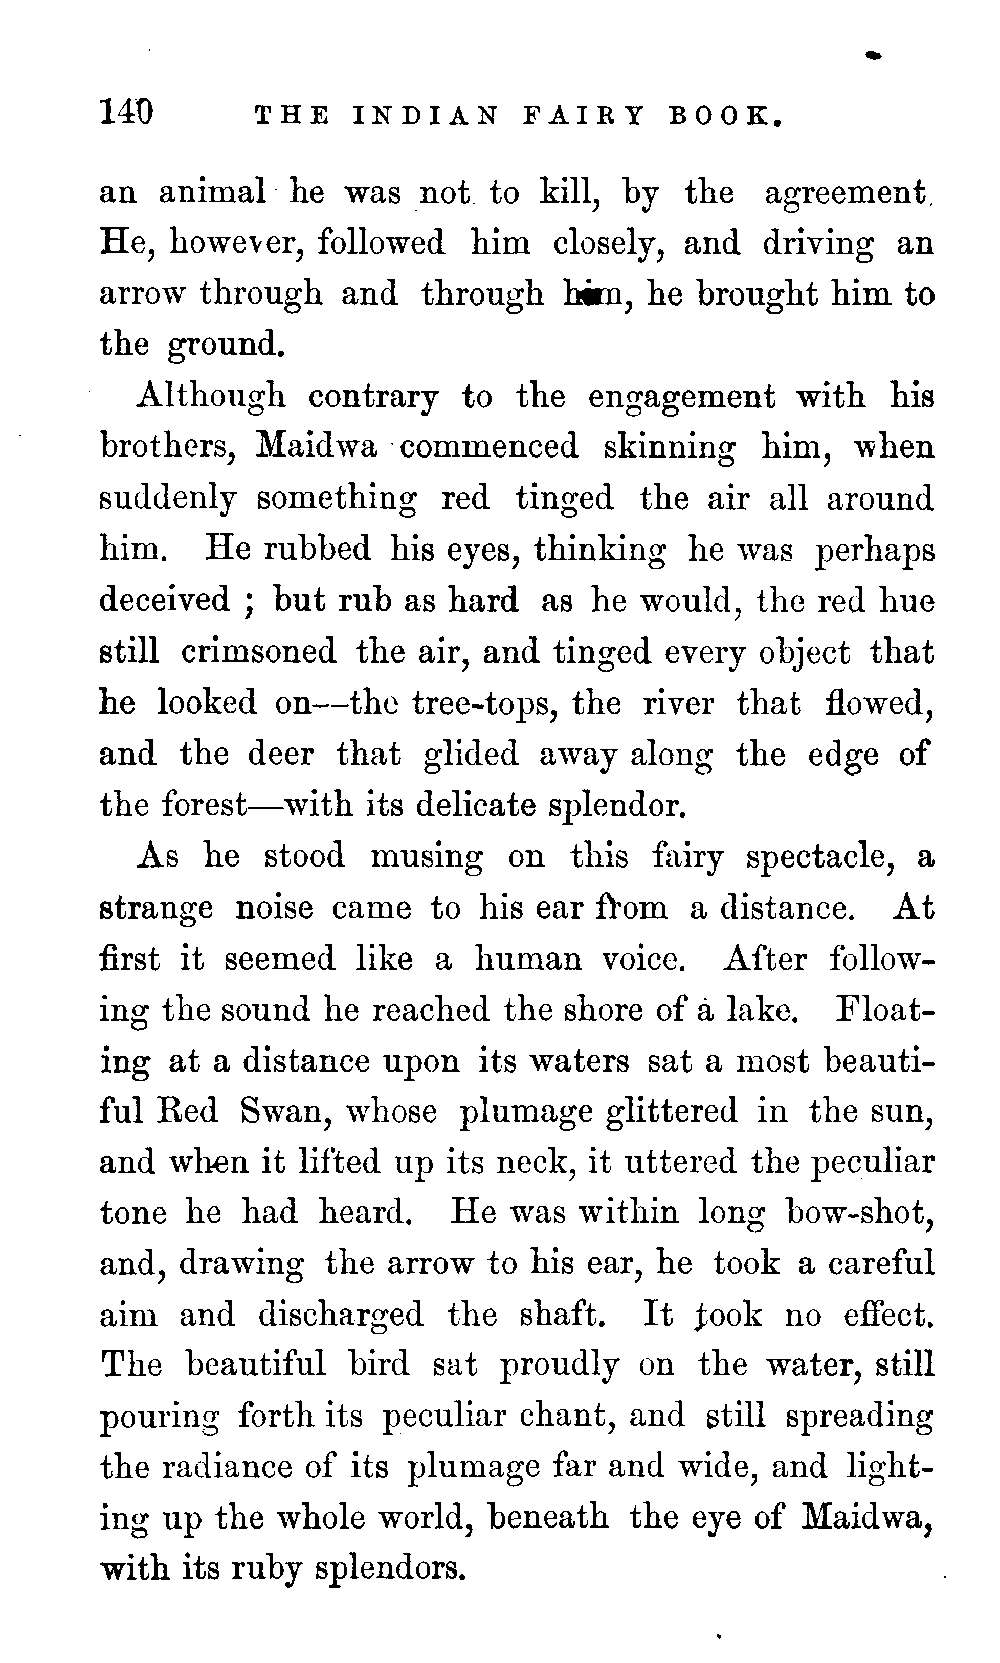 140 THE INDIAN FAIRY BOOK.
an animal he was not to kill, by the agreement.
He, however, followed him closely, and driving an
arrow through and through him, he brought him to
the ground.
Although contrary to the engagement with his
brothers, Maidwa commenced skinning him, when
suddenly something red tinged the air all around
him. He rubbed his eyes, thinking he was perhaps
deceived ; but rub as hard as he would, the red hue
still crimsoned the air, and tinged every object that
he looked on—the tree-tops, the river that flowed,
and the deer that glided away along the edge of
the forest—with its delicate splendor.
As he stood musing on this fairy spectacle, a
strange noise came to his ear from a distance. At
first it seemed like a human voice. After follow-
ing the sound he reached the shore of a lake. Float-
ing at a distance upon its waters sat a most beauti-
ful Red Swan, whose plumage glittered in the sun,
and when it lifted up its neck, it uttered the peculiar
tone he had heard. He was within long bow-shot,
and, drawing the arrow to his ear, he took a careful
aim and discharged the shaft. It took no effect.
The beautiful bird sat proudly on the water, still
pouring forth its peculiar chant, and still spreading
the radiance of its plumage far and wide, and light-
ing up the whole world, beneath the eye of Maidwa,
with its ruby splendors.